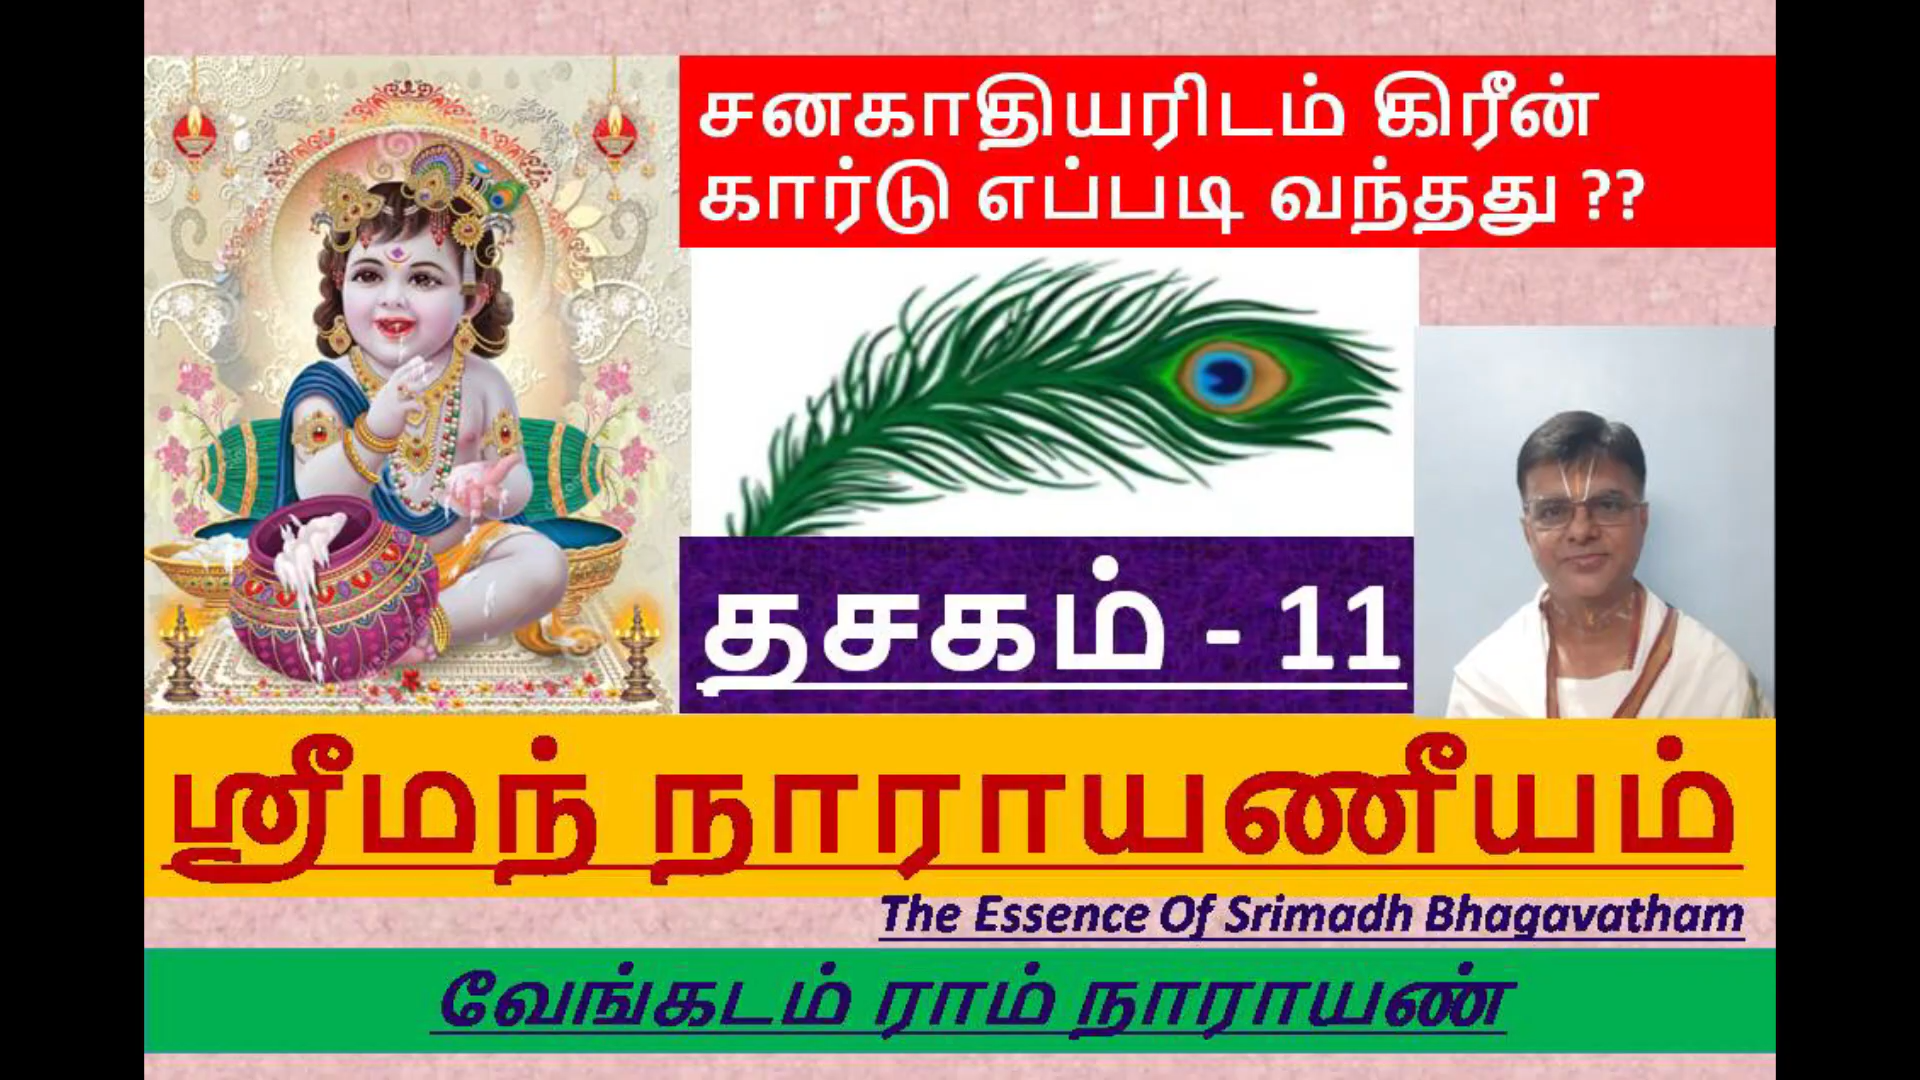 சனகாதியரிடம் கிரீன்
கார்டு எப்படி வந்தது ??
தசகம் - 11
ஸ்ரீமந் நாராயணீயம்
The Essence Of Srimadh Bhagavatham
வேங்கடம் ராம் நாராயண்